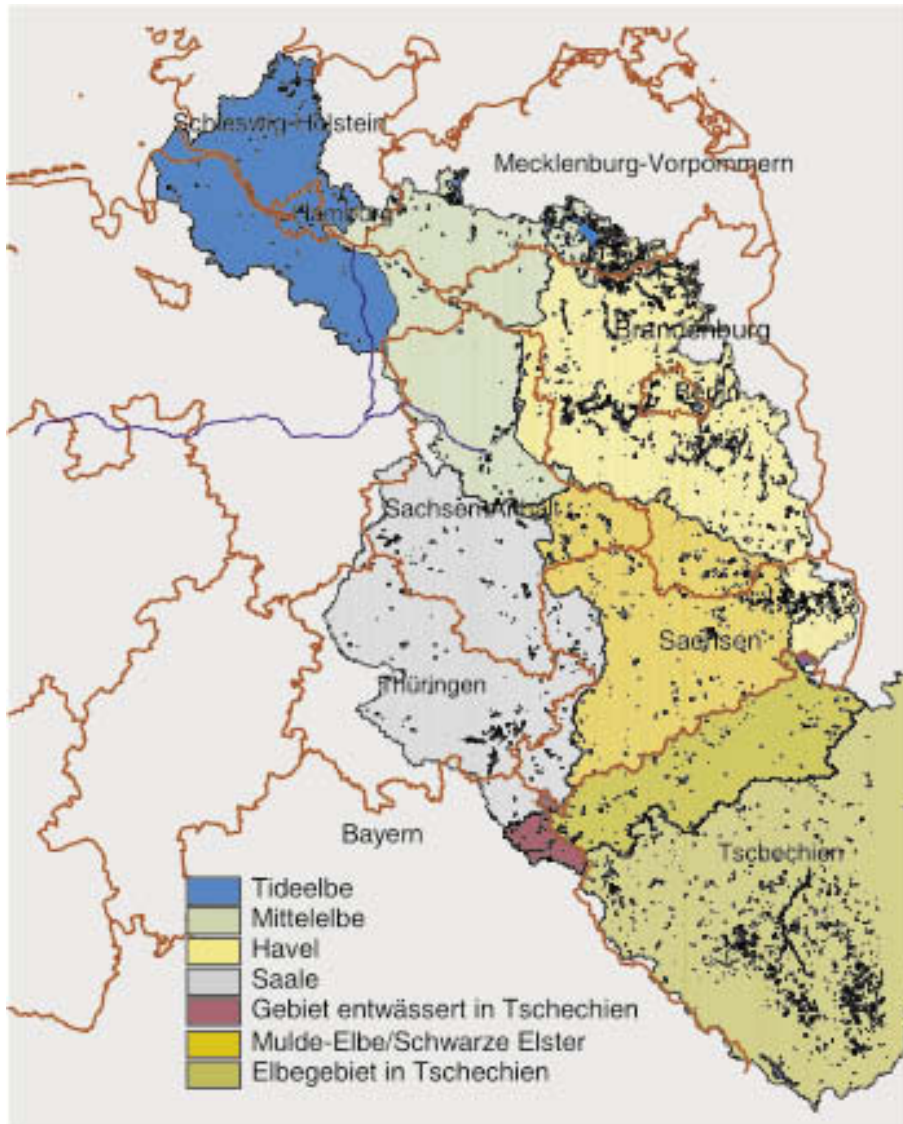 Schleswig-Holstein
Mecklenburg-Vorpommern
Hamburg
Brandenburg
Berlin
Sachsen-Anhalt
Sachsen
Thüringen
Bayern
Tschechien
Tideelbe
Mittelelbe
Havel
Saale
Gebiet entwässert in Tschechien
Mulde-Elbe/Schwarze Elster
Elbegebiet in Tschechien